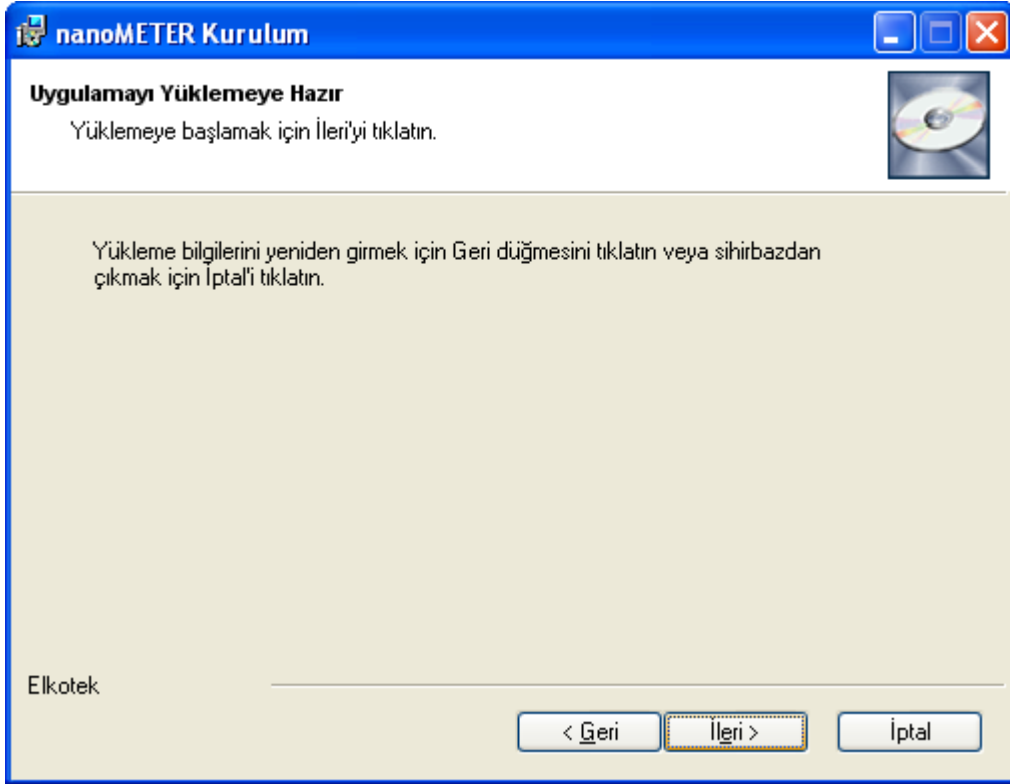 nanoMETER Kurulum
Uygulamayı Yüklemeye Hazır
Yüklemeye başlamak için İleri'yi tıklatın.
Yükleme bilgilerini yeniden girmek için Geri düğmesini tıklatın veya sihirbazdan
çıkmak için İptal'i tıklatın.
Elkotek
< Geri
İleri >
İptal